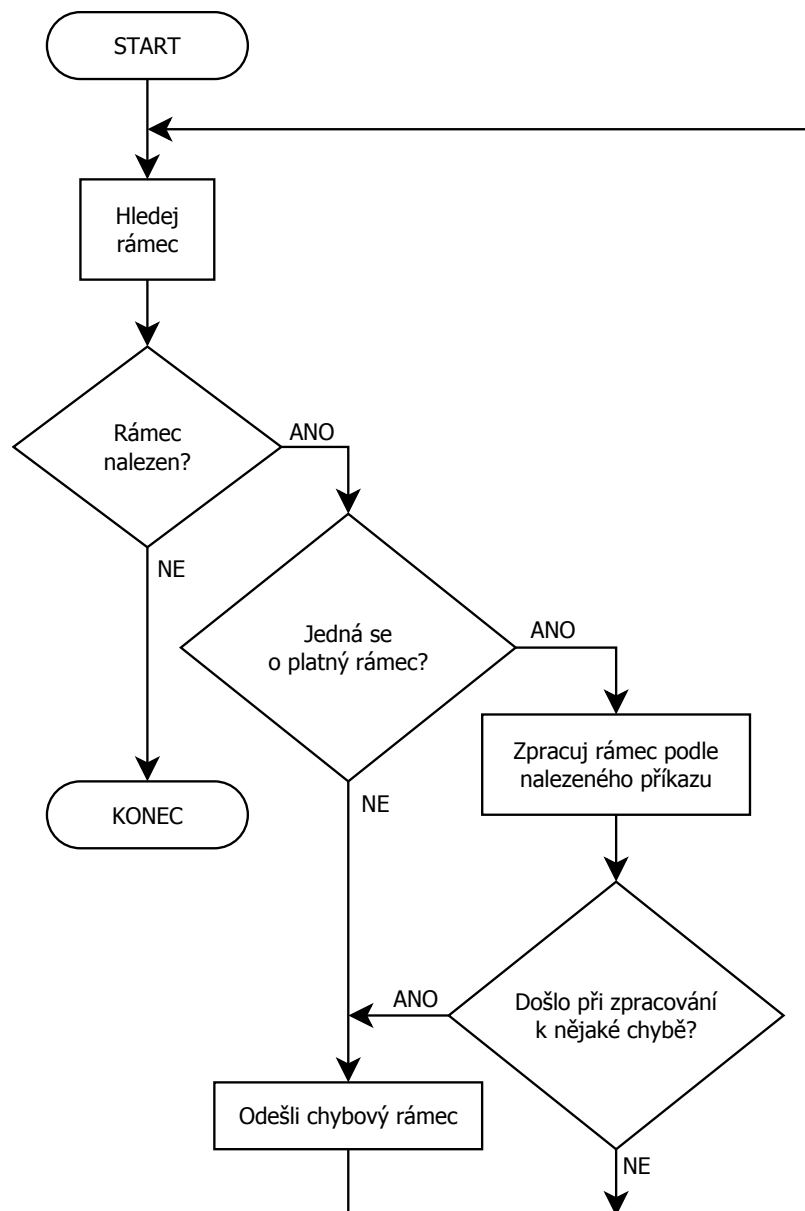 START
Hledej
rámec
Rámec
nalezen?
ANO
NE
Jedná se
o platný rámec?
ANO
NE
Zpracuj rámec podle
nalezeného příkazu
KONEC
Došlo při zpracování
k nějaké chybě?
ANO
NE
Odešli chybový rámec